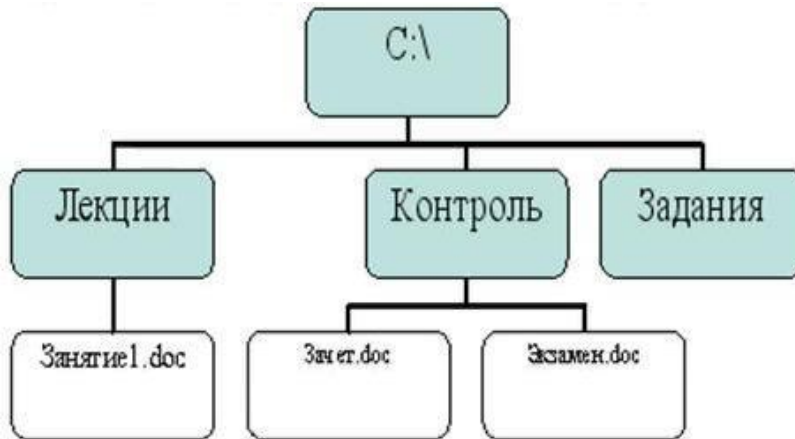 C:\
Лекции
Контроль
Задания
Занятие1.doc
Зачет.doc
Экзамен.doc